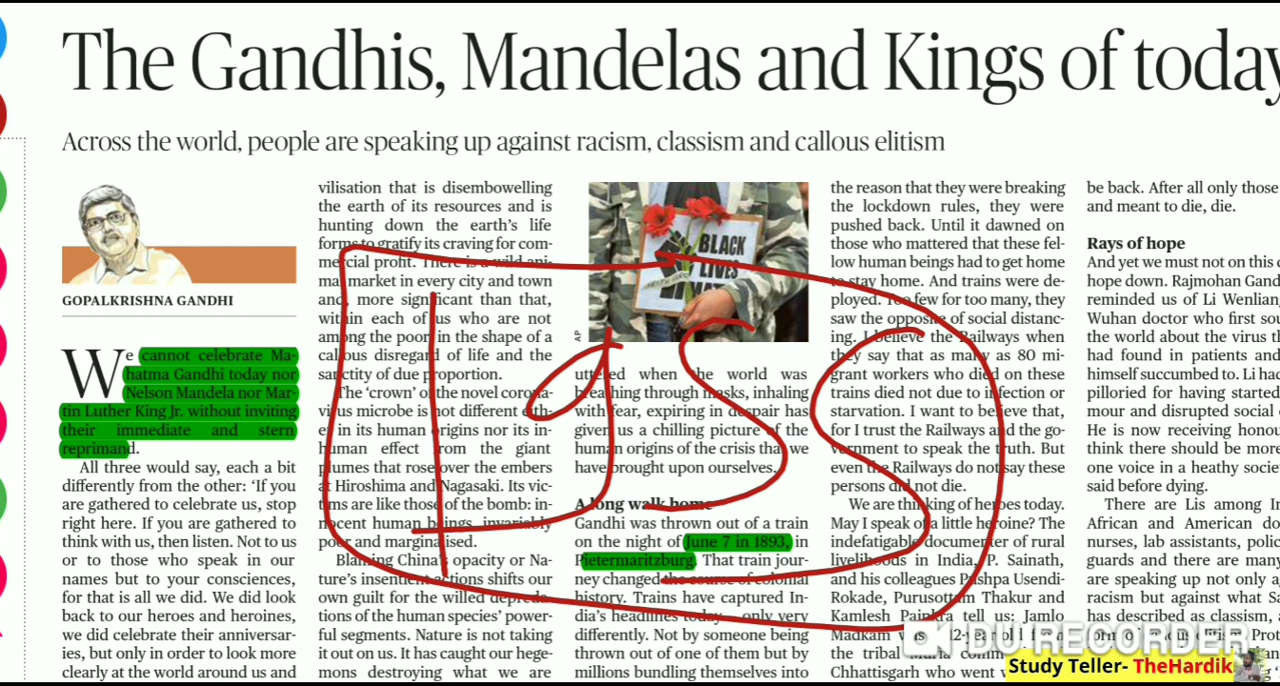 The Gandhis, Mandelas and Kings of today
Across the world, people are speaking up against racism, classism and callous elitism
GOPALKRISHNA GANDHI
We cannot celebrate Ma-
hatma Gandhi today nor
Nelson Mandela nor Mar-
tin Luther King Jr. without inviting
their immediate and stern
reprimand.
All three would say, each a bit
differently from the other: ‘If you
are gathered to celebrate us, stop
right here. If you are gathered to
think with us, then listen. Not to us
or to those who speak in our
names but to your consciences,
for that is all we did. We did look
back to our heroes and heroines,
we did celebrate their anniversar-
ies, but only in order to look more
clearly at the world around us and
vilisation that is disembowelling
the earth of its resources and is
hunting down the earth’s life
forms to gratify its craving for com-
mercial profit. There is a wild ani-
mal market in every city and town
and, more significant than that,
within each of us who are not
among the poor in the shape of a
callous disregard of life and the
sanctity of due proportion.
The ‘crown’ of the novel corona-
virus microbe is not different eith-
er in its human origins nor its in-
human effect from the giant
plumes that rose over the embers
at Hiroshima and Nagasaki. Its vic-
tims are like those of the bomb: in-
nocent human beings, invariably
poor and marginalised.
Blaming China’s opacity or Na-
ture’s insentient actions shifts our
own guilt for the willed depreda-
tions of the human species’ power-
ful segments. Nature is not taking
it out on us. It has caught our hege-
mons destroying what we are
BLACK
LIVES
AP
uttered when the world was
breathing through masks, inhaling
with fear, expiring in despair has
given us a chilling picture of the
human origins of the crisis that we
have brought upon ourselves.
A long walk home
Gandhi was thrown out of a train
on the night of June 7 in 1893, in
Pietermaritzburg. That train jour-
ney changed the course of colonial
history. Trains have captured In-
dia’s headlines today – only very
differently. Not by someone being
thrown out of one of them but by
millions bundling themselves into
the reason that they were breaking
the lockdown rules, they were
pushed back. Until it dawned on
those who mattered that these fel-
low human beings had to get home
to stay home. And trains were de-
ployed. Too few for too many, they
saw the opposite of social distanc-
ing. I believe the Railways when
they say that as many as 80 mi-
grant workers who died on these
trains died not due to infection or
starvation. I want to believe that,
for I trust the Railways and the go-
vernment to speak the truth. But
even the Railways do not say these
persons did not die.
We are thinking of heroes today.
May I speak of a little heroine? The
indefatigable documenter of rural
livelihoods in India, P. Sainath,
and his colleagues Pushpa Usendi-
Rokade, Purusottam Thakur and
Kamlesh Painkra tell us: Jamlo
Madkam was a 12-year-old from
the tribal Muria
Chhattisgarh who went
be back. After all only those
and meant to die, die.
Rays of hope
And yet we must not on this
hope down. Rajmohan Gand
reminded us of Li Wenlian
Wuhan doctor who first sou
the world about the virus th
had found in patients and
himself succumbed to. Li had
pilloried for having started
mour and disrupted social
He is now receiving honou
think there should be more
one voice in a heathy socie
said before dying.
There are Lis among In
African and American do
nurses, lab assistants, polic
guards and there are many
are speaking up not only a
racism but against what Sa
has described as classism,
DU RECORDER
Study Teller- TheHardik